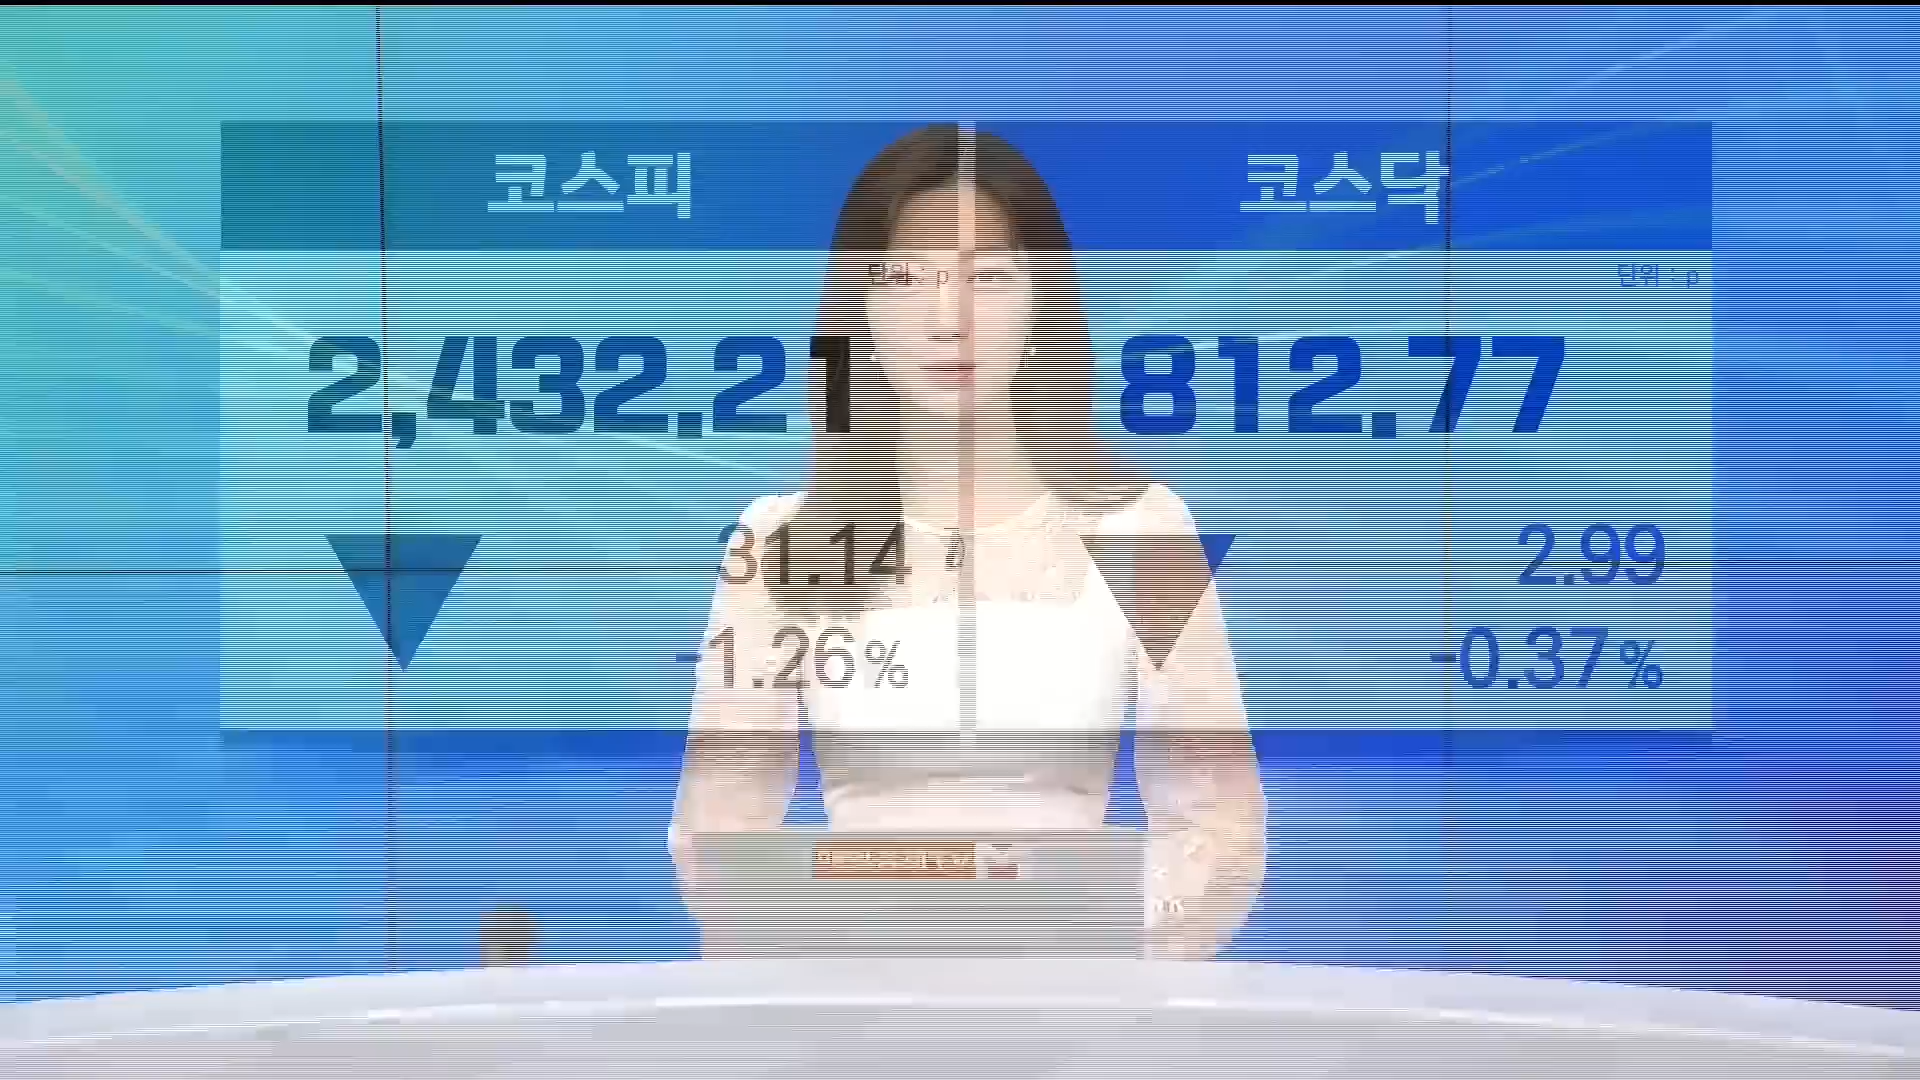 코스피
코스닥
단위 : p
단위 : p
2,432.21
812.77
31.14
2.99
-1.26%
-0.37%